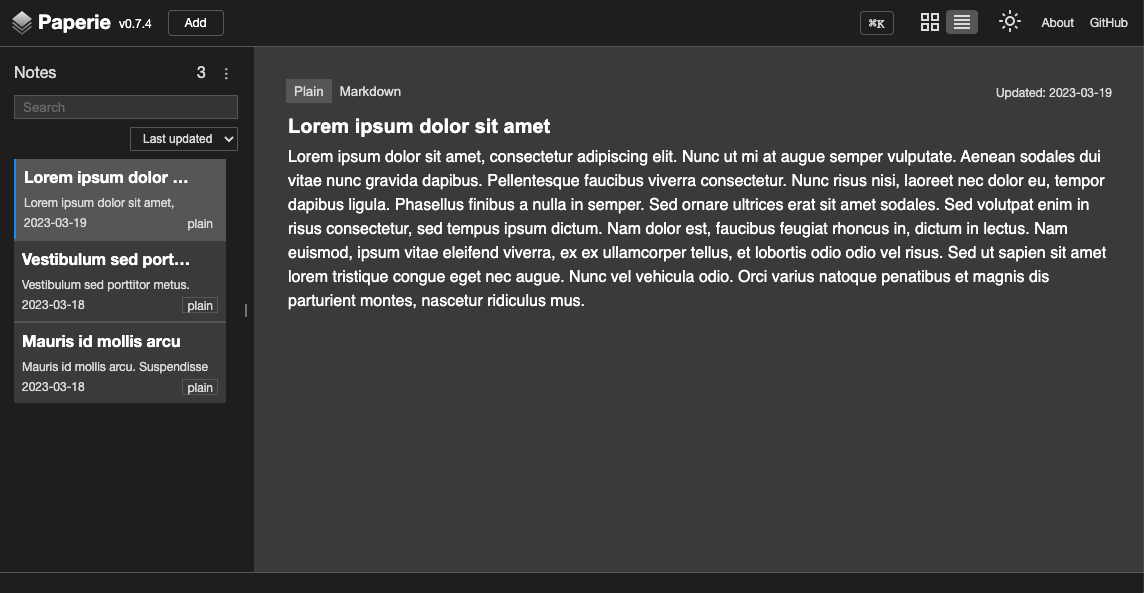 Paperie v0.7.4 Add ⌘K About GitHub
Notes 3
Search
Last updated
Lorem ipsum dolor …
Lorem ipsum dolor sit amet,
2023-03-19 plain
Vestibulum sed port…
Vestibulum sed porttitor metus.
2023-03-18 plain
Mauris id mollis arcu
Mauris id mollis arcu. Suspendisse
2023-03-18 plain
Plain Markdown Updated: 2023-03-19
Lorem ipsum dolor sit amet
Lorem ipsum dolor sit amet, consectetur adipiscing elit. Nunc ut mi at augue semper vulputate. Aenean sodales dui
vitae nunc gravida dapibus. Pellentesque faucibus viverra consectetur. Nunc risus nisi, laoreet nec dolor eu, tempor
dapibus ligula. Phasellus finibus a nulla in semper. Sed ornare ultrices erat sit amet sodales. Sed volutpat enim in
risus consectetur, sed tempus ipsum dictum. Nam dolor est, faucibus feugiat rhoncus in, dictum in lectus. Nam
euismod, ipsum vitae eleifend viverra, ex ex ullamcorper tellus, et lobortis odio odio vel risus. Sed ut sapien sit amet
lorem tristique congue eget nec augue. Nunc vel vehicula odio. Orci varius natoque penatibus et magnis dis
parturient montes, nascetur ridiculus mus.